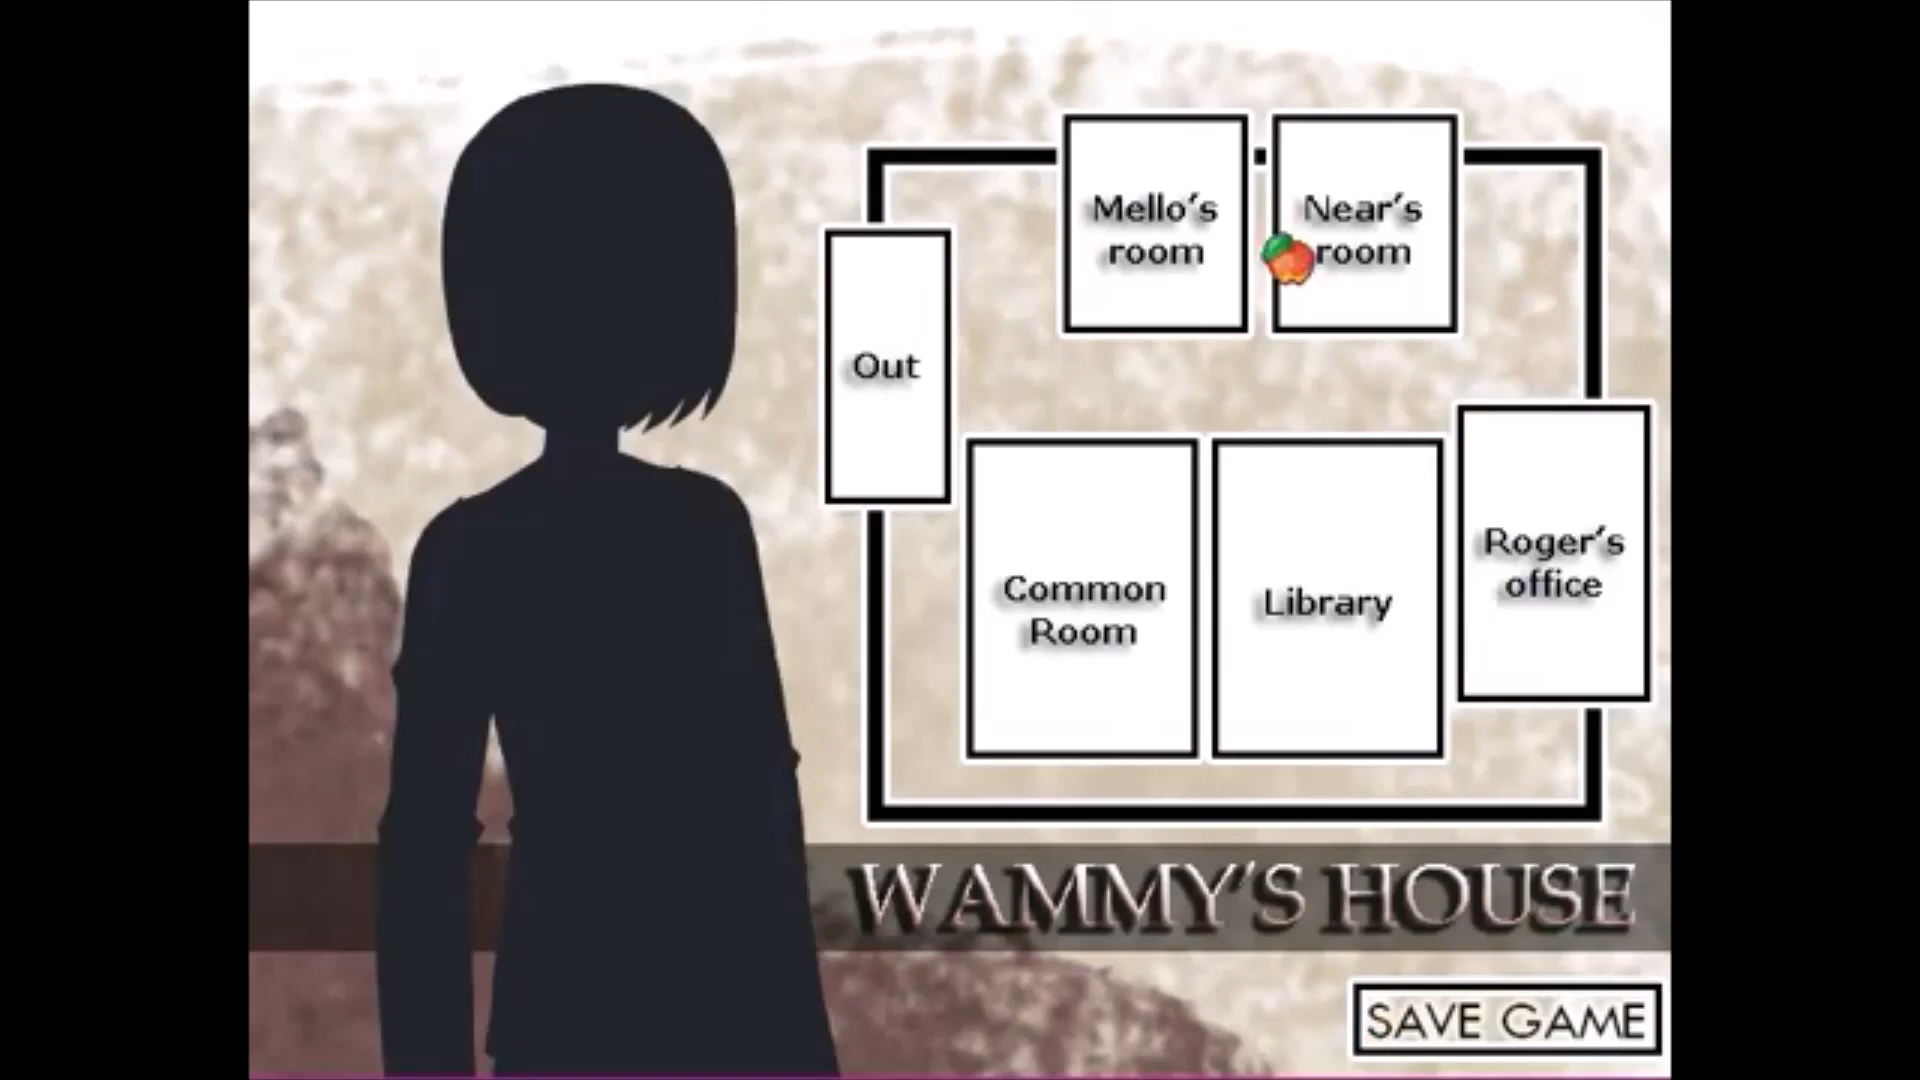 Mello's
room
Near's
room
Out
Common
Room
Library
Roger's
office
WAMMY'S HOUSE
SAVE GAME